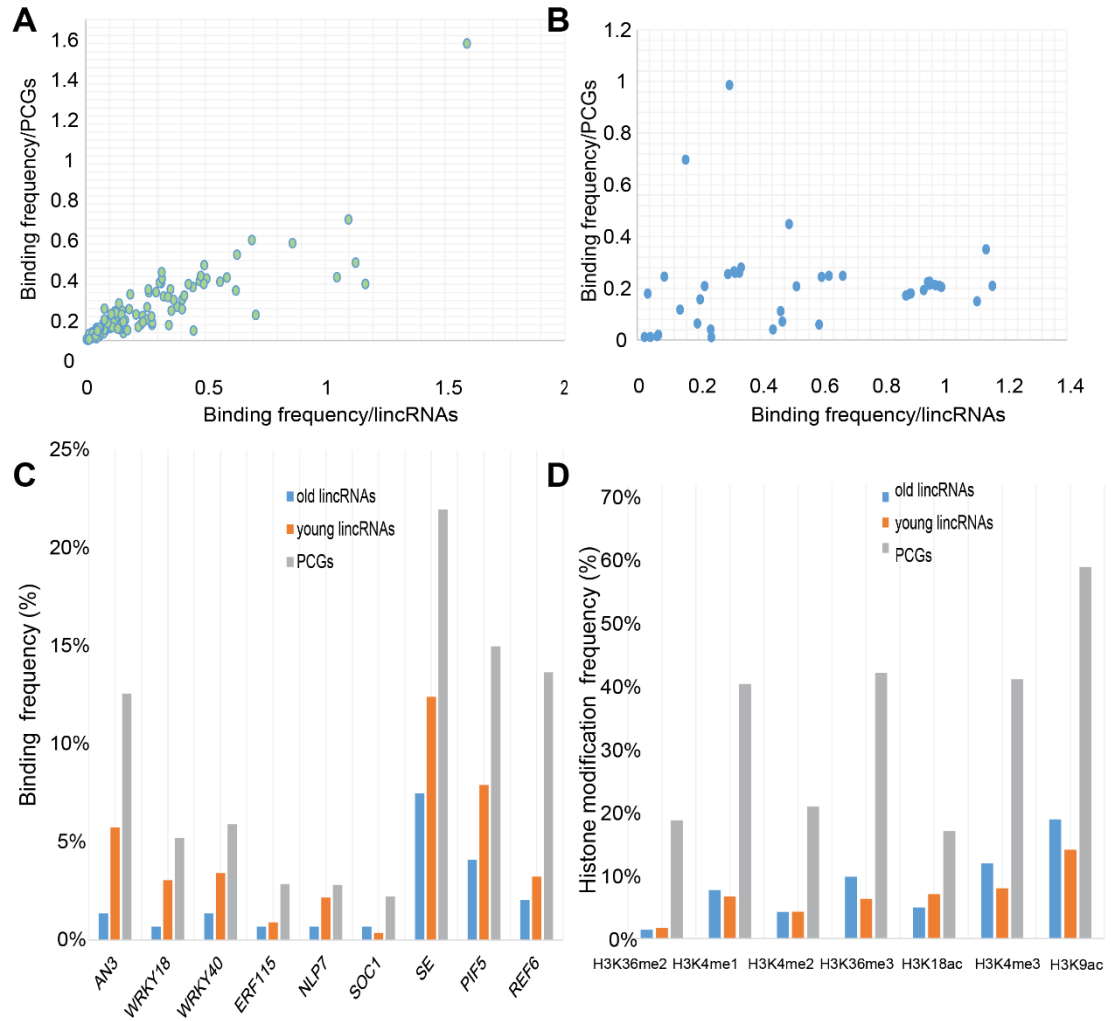 A
1.6
1.4
1.2
1
0.8
0.6
0.4
0.2
0
Binding frequency/PCGs
0
0.5
1
1.5
2
Binding frequency/lincRNAs
B
1.2
1
0.8
0.6
0.4
0.2
0
Binding frequency/PCGs
0
0.2
0.4
0.6
0.8
1
1.2
1.4
Binding frequency/lincRNAs
C
25%
20%
15%
10%
5%
0%
Binding frequency (%)
old lincRNAs
young lincRNAs
PCGs
AN3
WRKY18
WRKY40
ERF115
NLP7
SOC1
SE
PIF5
REF6
D
70%
60%
50%
40%
30%
20%
10%
0%
Histone modification frequency (%)
old lincRNAs
young lincRNAs
PCGs
H3K36me2
H3K4me1
H3K4me2
H3K36me3
H3K18ac
H3K4me3
H3K9ac